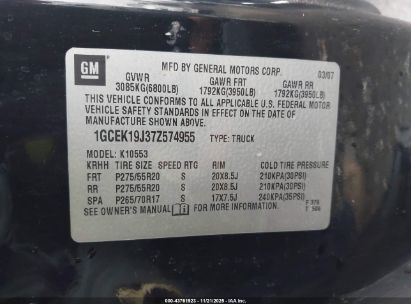 GM
MFD BY GENERAL MOTORS CORP. 03/07
GVWR GAWR FRT GAWR RR
3085KG(6800LB) 1792KG(3950LB) 1792KG(3950LB)
THIS VEHICLE CONFORMS TO ALL APPLICABLE U.S. FEDERAL MOTOR
VEHICLE SAFETY STANDARDS IN EFFECT ON THE DATE OF
MANUFACTURE SHOWN ABOVE.
1GCEK19J37Z574955 TYPE: TRUCK
MODEL: K10553
KRHH TIRE SIZE SPEED RTG RIM COLD TIRE PRESSURE
FRT P275/55R20 S 20X8.5J 210KPA(30PSI)
RR P275/55R20 S 20X8.5J 210KPA(30PSI)
SPA P265/70R17 S 17X7.5J 240KPA(35PSI)
SEE OWNER'S MANUAL FOR MORE INFORMATION.